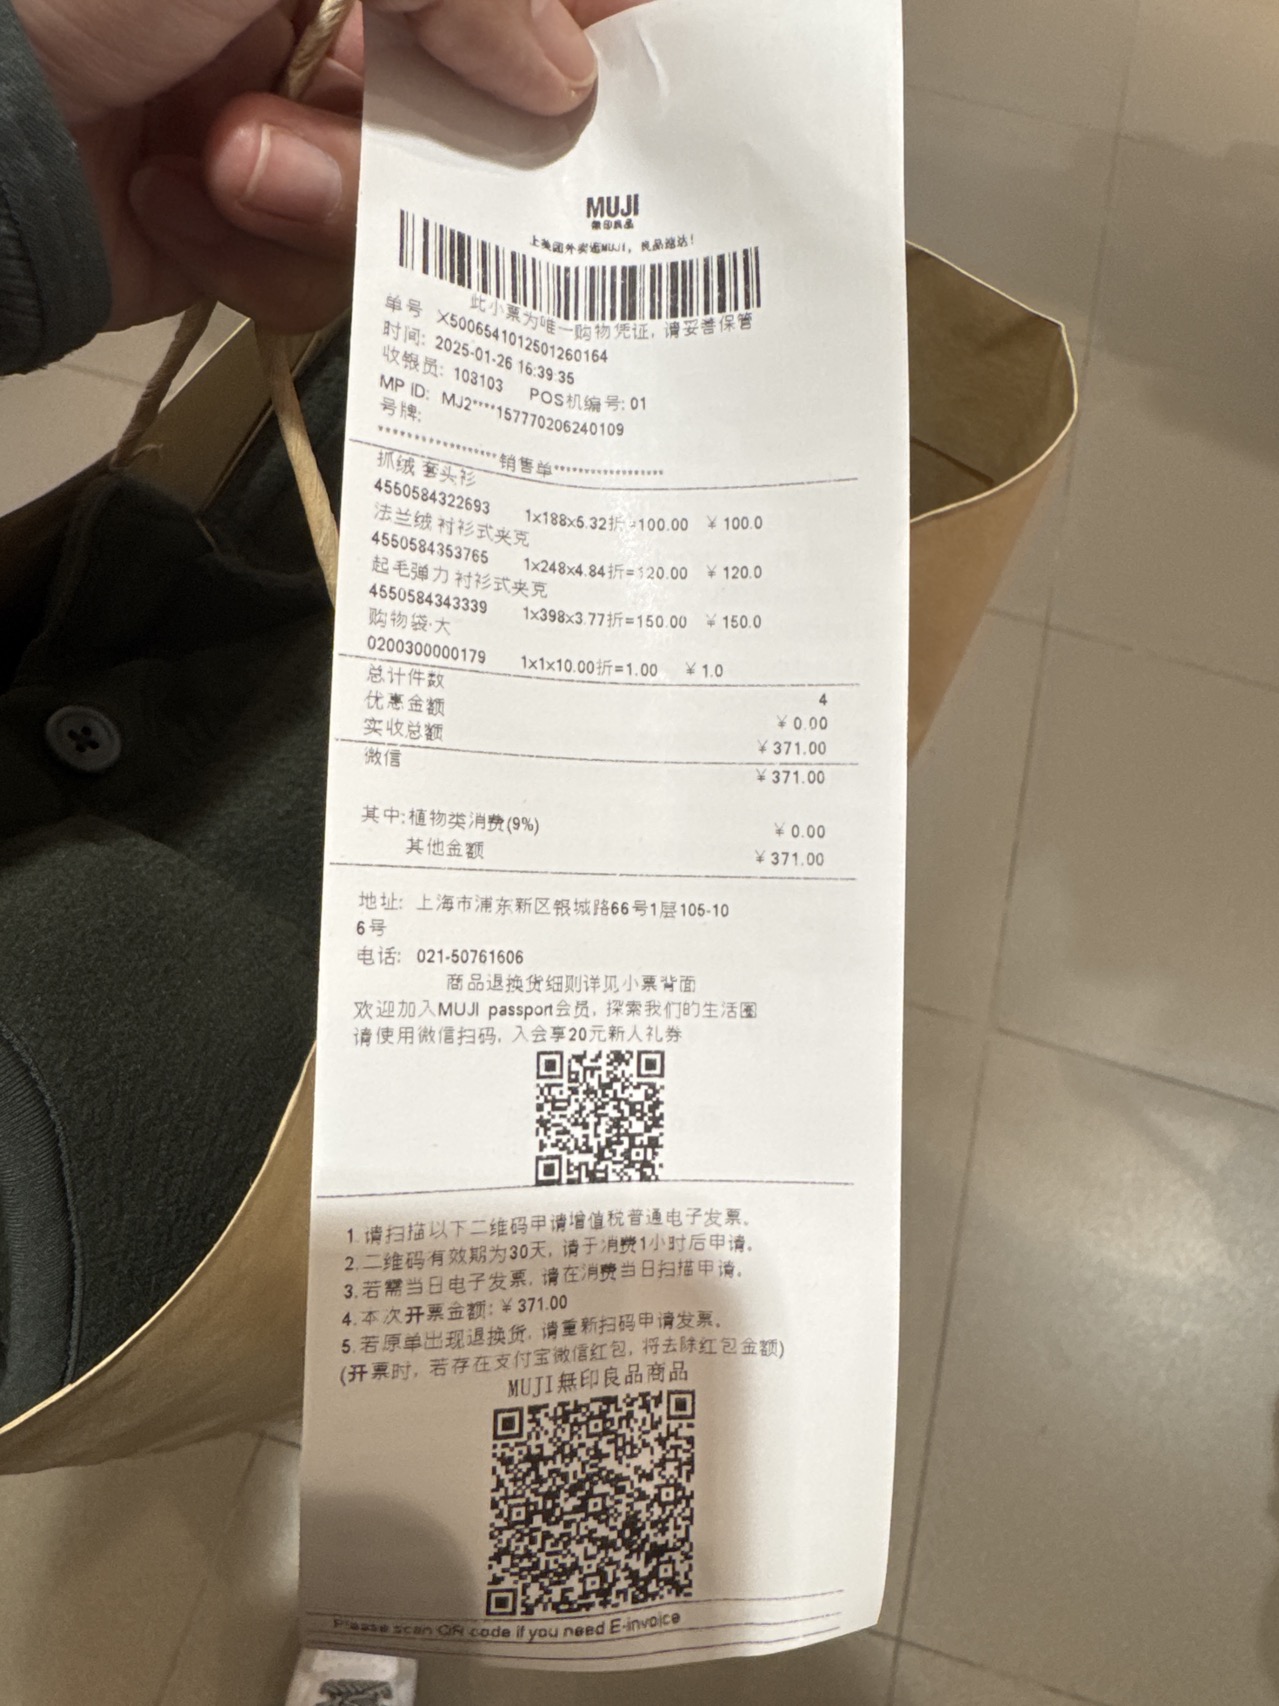 MUJI
無印良品
上美团外卖逛MUJI，良品速达！
此小票为唯一购物凭证，请妥善保管
单号 X5006541012501260164
时间: 2025-01-26 16:39:35
收银员: 103103 POS机编号: 01
MP ID: MJ2****157770206240109
号牌:
******************销售单*****************
抓绒 套头衫
4550584322693 1x188x5.32折=100.00 ￥100.0
法兰绒 衬衫式夹克
4550584353765 1x248x4.84折=120.00 ￥120.0
起毛弹力 衬衫式夹克
4550584343339 1x398x3.77折=150.00 ￥150.0
购物袋·大
0200300000179 1x1x10.00折=1.00 ￥1.0
总计件数 4
优惠金额 ￥0.00
实收总额 ￥371.00
微信 ￥371.00
其中:植物类消费(9%) ￥0.00
其他金额 ￥371.00
地址: 上海市浦东新区银城路66号1层105-10
6号
电话: 021-50761606
商品退换货细则详见小票背面
欢迎加入MUJI passport会员, 探索我们的生活圈
请使用微信扫码, 入会享20元新人礼券
1. 请扫描以下二维码申请增值税普通电子发票。
2. 二维码有效期为30天, 请于消费1小时后申请。
3. 若需当日电子发票, 请在消费当日扫描申请。
4. 本次开票金额: ￥371.00
5. 若原单出现退换货, 请重新扫码申请发票。
(开票时, 若存在支付宝微信红包, 将去除红包金额)
MUJI無印良品商品
Please scan QR code if you need E-invoice